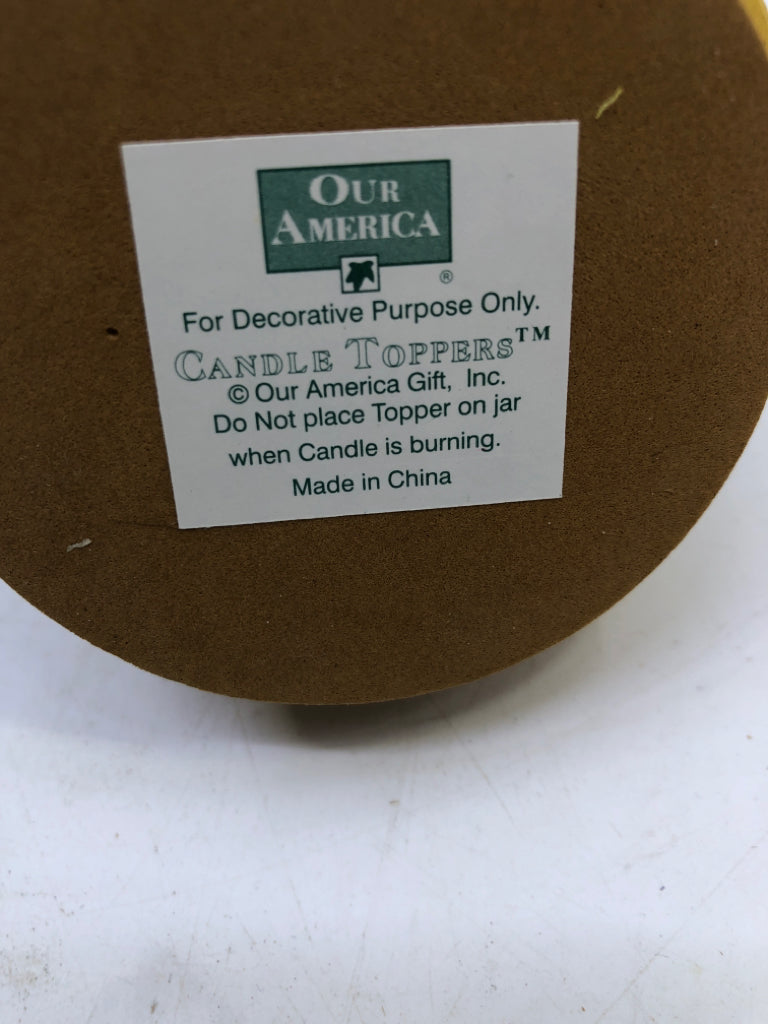 OUR
AMERICA
®
For Decorative Purpose Only.
CANDLE TOPPERS™
© Our America Gift, Inc.
Do Not place Topper on jar
when Candle is burning.
Made in China